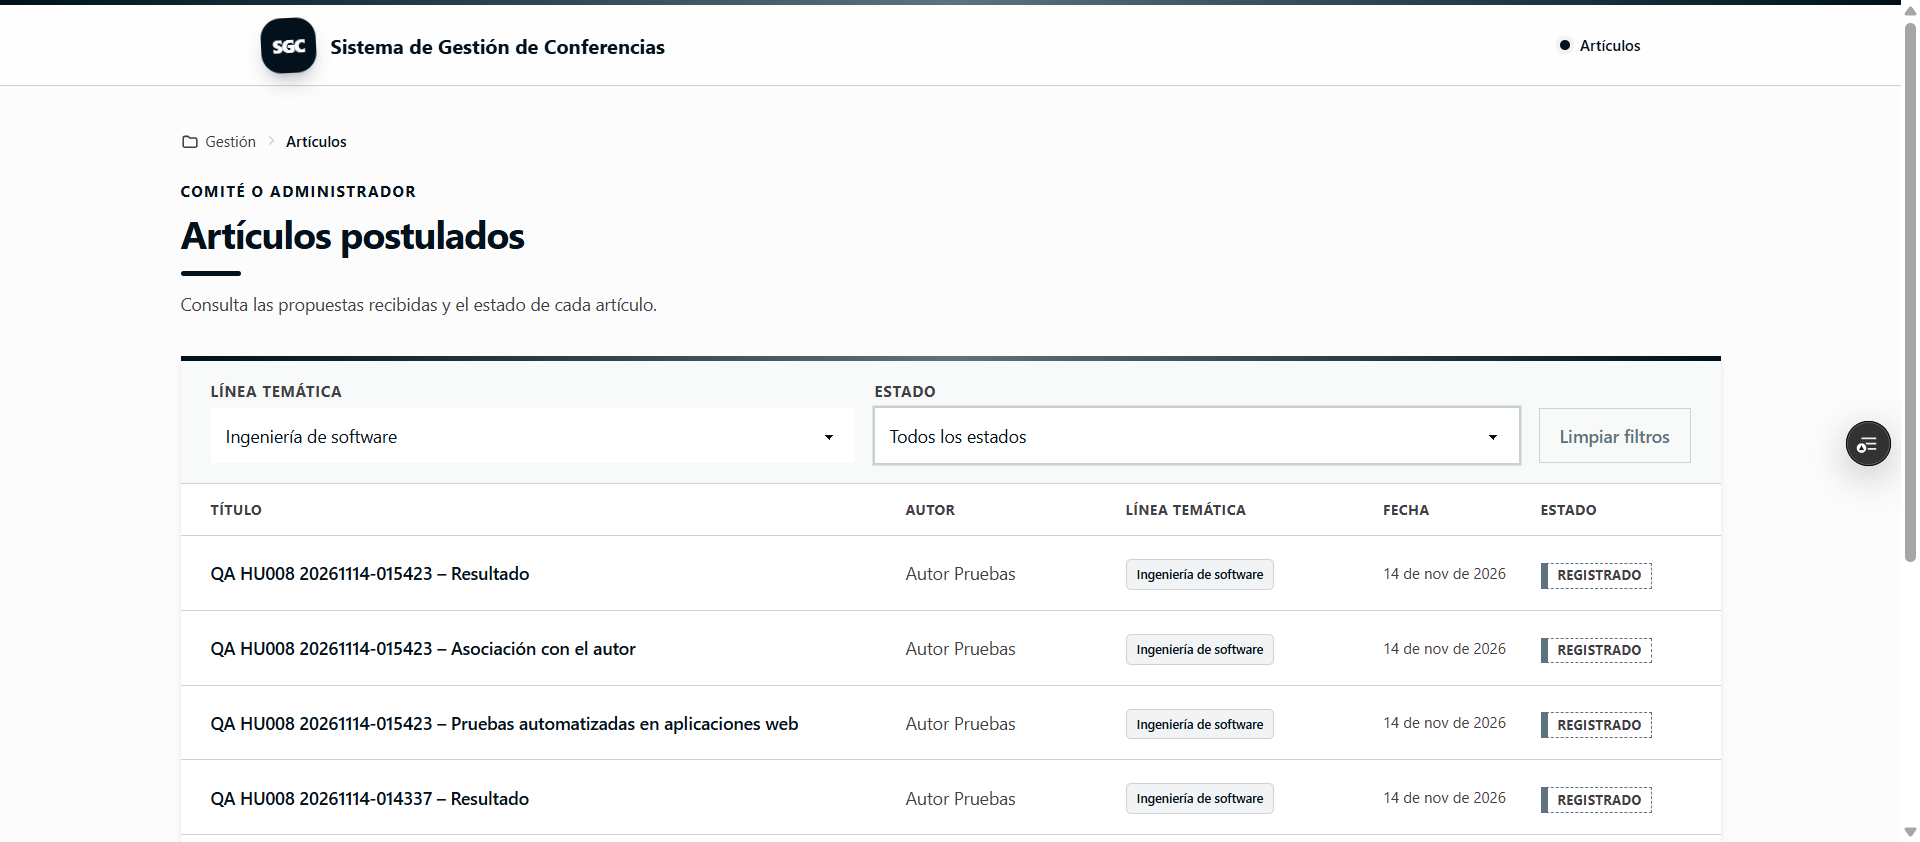 SGC Sistema de Gestión de Conferencias
Artículos
Gestión > Artículos
COMITÉ O ADMINISTRADOR
Artículos postulados
Consulta las propuestas recibidas y el estado de cada artículo.
LÍNEA TEMÁTICA ESTADO
Ingeniería de software Todos los estados Limpiar filtros
TÍTULO AUTOR LÍNEA TEMÁTICA FECHA ESTADO
QA HU008 20261114-015423 – Resultado Autor Pruebas Ingeniería de software 14 de nov de 2026 REGISTRADO
QA HU008 20261114-015423 – Asociación con el autor Autor Pruebas Ingeniería de software 14 de nov de 2026 REGISTRADO
QA HU008 20261114-015423 – Pruebas automatizadas en aplicaciones web Autor Pruebas Ingeniería de software 14 de nov de 2026 REGISTRADO
QA HU008 20261114-014337 – Resultado Autor Pruebas Ingeniería de software 14 de nov de 2026 REGISTRADO